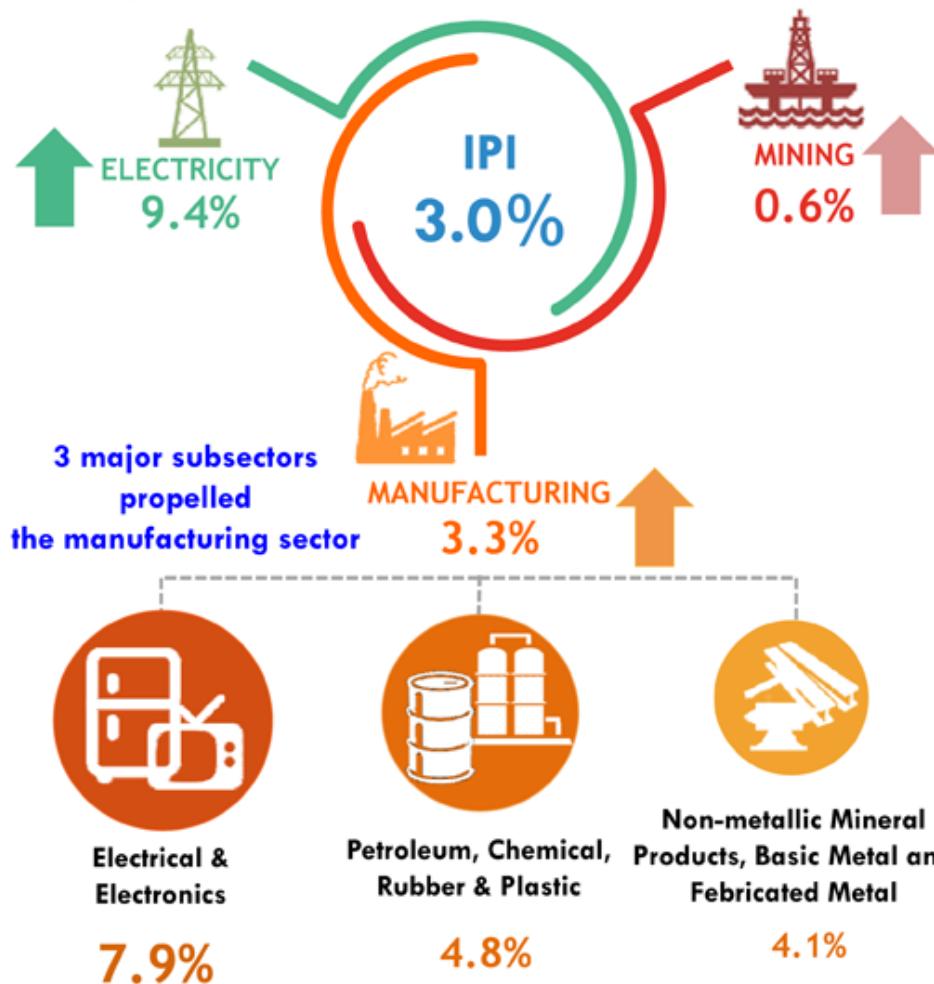 IPI
3.0%
ELECTRICITY
9.4%
MINING
0.6%
3 major subsectors
propelled
the manufacturing sector
MANUFACTURING
3.3%
Electrical &
Electronics
7.9%
Petroleum, Chemical,
Rubber & Plastic
4.8%
Non-metallic Mineral
Products, Basic Metal an
Febricated Metal
4.1%